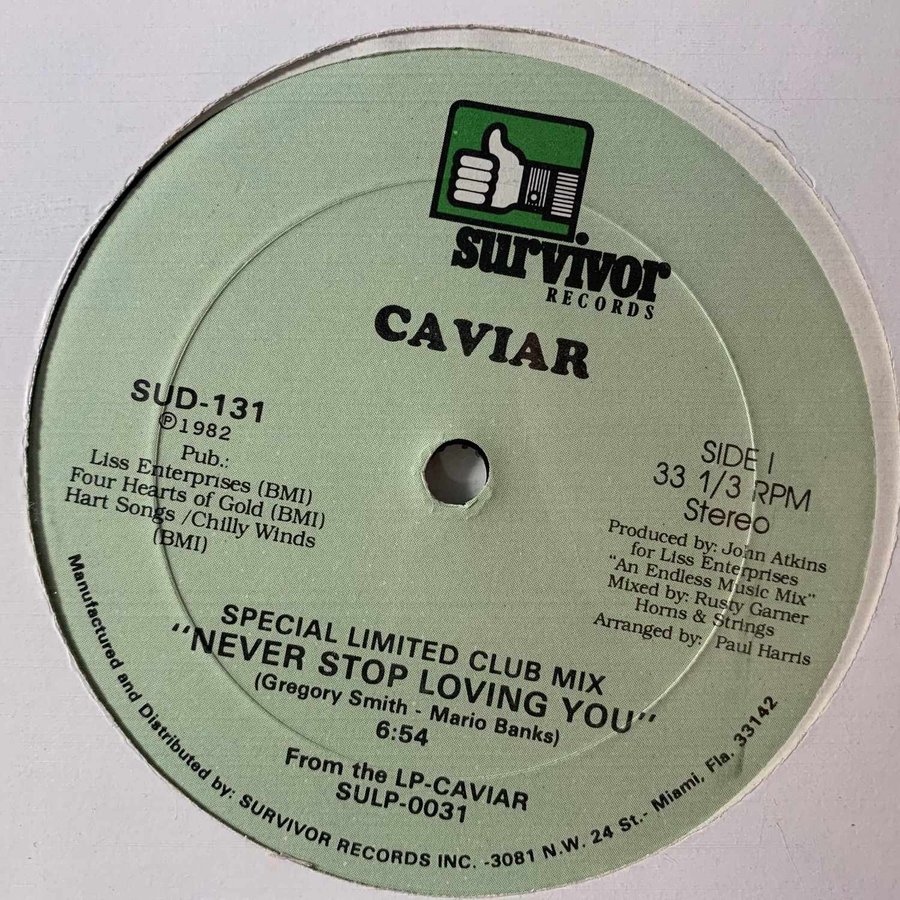 survivor
RECORDS
CAVIAR
SUD-131
℗1982
Pub.:
Liss Enterprises (BMI)
Four Hearts of Gold (BMI)
Hart Songs /Chilly Winds
(BMI)
SIDE I
33 1/3 RPM
Stereo
Produced by: John Atkins
for Liss Enterprises
"An Endless Music Mix"
Mixed by: Rusty Garner
Horns & Strings
Arranged by: Paul Harris
SPECIAL LIMITED CLUB MIX
"NEVER STOP LOVING YOU"
(Gregory Smith - Mario Banks)
6:54
From the LP-CAVIAR
SULP-0031
Manufactured and Distributed by: SURVIVOR RECORDS INC. -3081 N.W. 24 St.- Miami, Fla. 33142